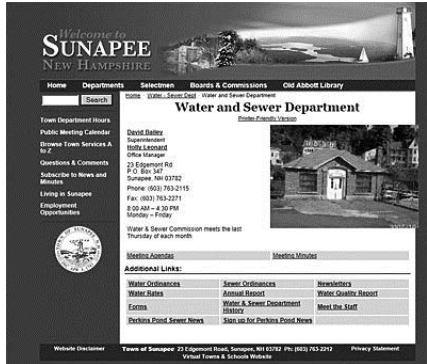 Welcome to
SUNAPEE
NEW HAMPSHIRE
Home Departments Selectmen Boards & Commissions Old Abbott Library
Search
Home Water - Sewer Dept - Water and Sewer Department
Water and Sewer Department
Printer-Friendly Version
Town Department Hours
Public Meeting Calendar
Browse Town Services A
to Z
Questions & Comments
Subscribe to News and
Minutes
Living in Sunapee
Employment
Opportunities
David Bailey
Superintendent
Holly Leonard
Office Manager
23 Edgemont Rd
P.O. Box 347
Sunapee, NH 03782
Phone: (603) 763-2115
Fax: (603) 763-2271
8:00 AM – 4:30 PM
Monday – Friday
Water & Sewer Commission meets the last
Thursday of each month
Meeting Agendas Meeting Minutes
Additional Links:
Water Ordinances Sewer Ordinances Newsletters
Water Rates Annual Report Water Quality Report
Forms Water & Sewer Department
History Meet the Staff
Perkins Pond Sewer News Sign up for Perkins Pond News
Website Disclaimer Town of Sunapee 23 Edgemont Road, Sunapee, NH 03782 Ph: (603) 763-2212 Privacy Statement
Virtual Towns & Schools Website